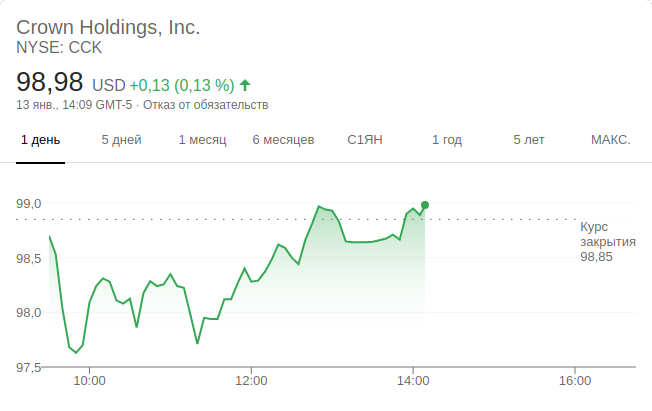 Crown Holdings, Inc.
NYSE: CCK
98,98 USD +0,13 (0,13 %)
13 янв., 14:09 GMT-5 · Отказ от обязательств
1 день 5 дней 1 месяц 6 месяцев С1ЯН 1 год 5 лет МАКС.
99,0
Курс
закрытия
98,85
98,5
98,0
97,5
10:00 12:00 14:00 16:00